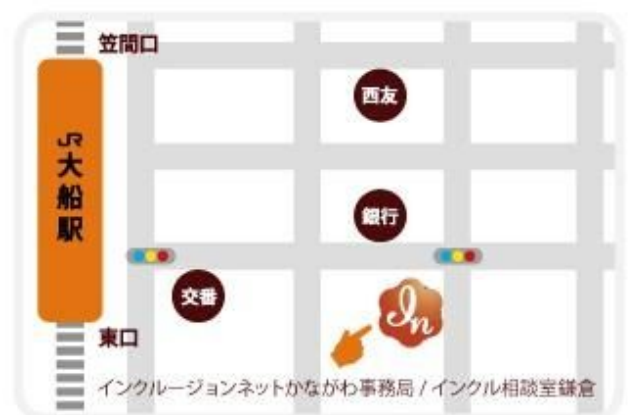 笠間口
西友
JR
大船駅
銀行
交番
In
東口
インクルージョンネットかながわ事務局 / インクル相談室鎌倉